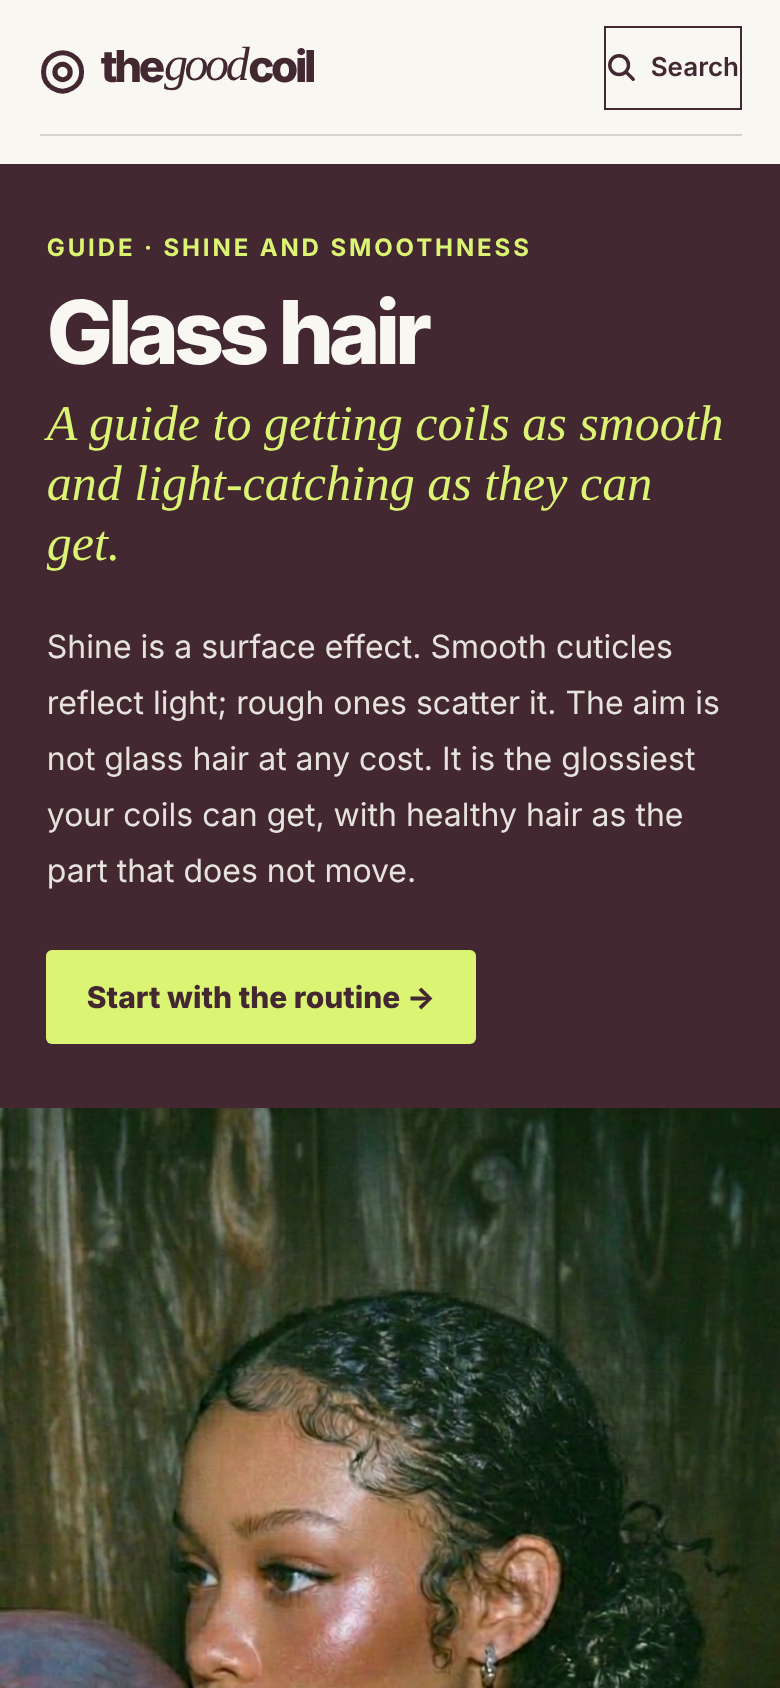 thegoodcoil
Search
GUIDE · SHINE AND SMOOTHNESS
Glass hair
A guide to getting coils as smooth
and light-catching as they can
get.
Shine is a surface effect. Smooth cuticles
reflect light; rough ones scatter it. The aim is
not glass hair at any cost. It is the glossiest
your coils can get, with healthy hair as the
part that does not move.
Start with the routine →